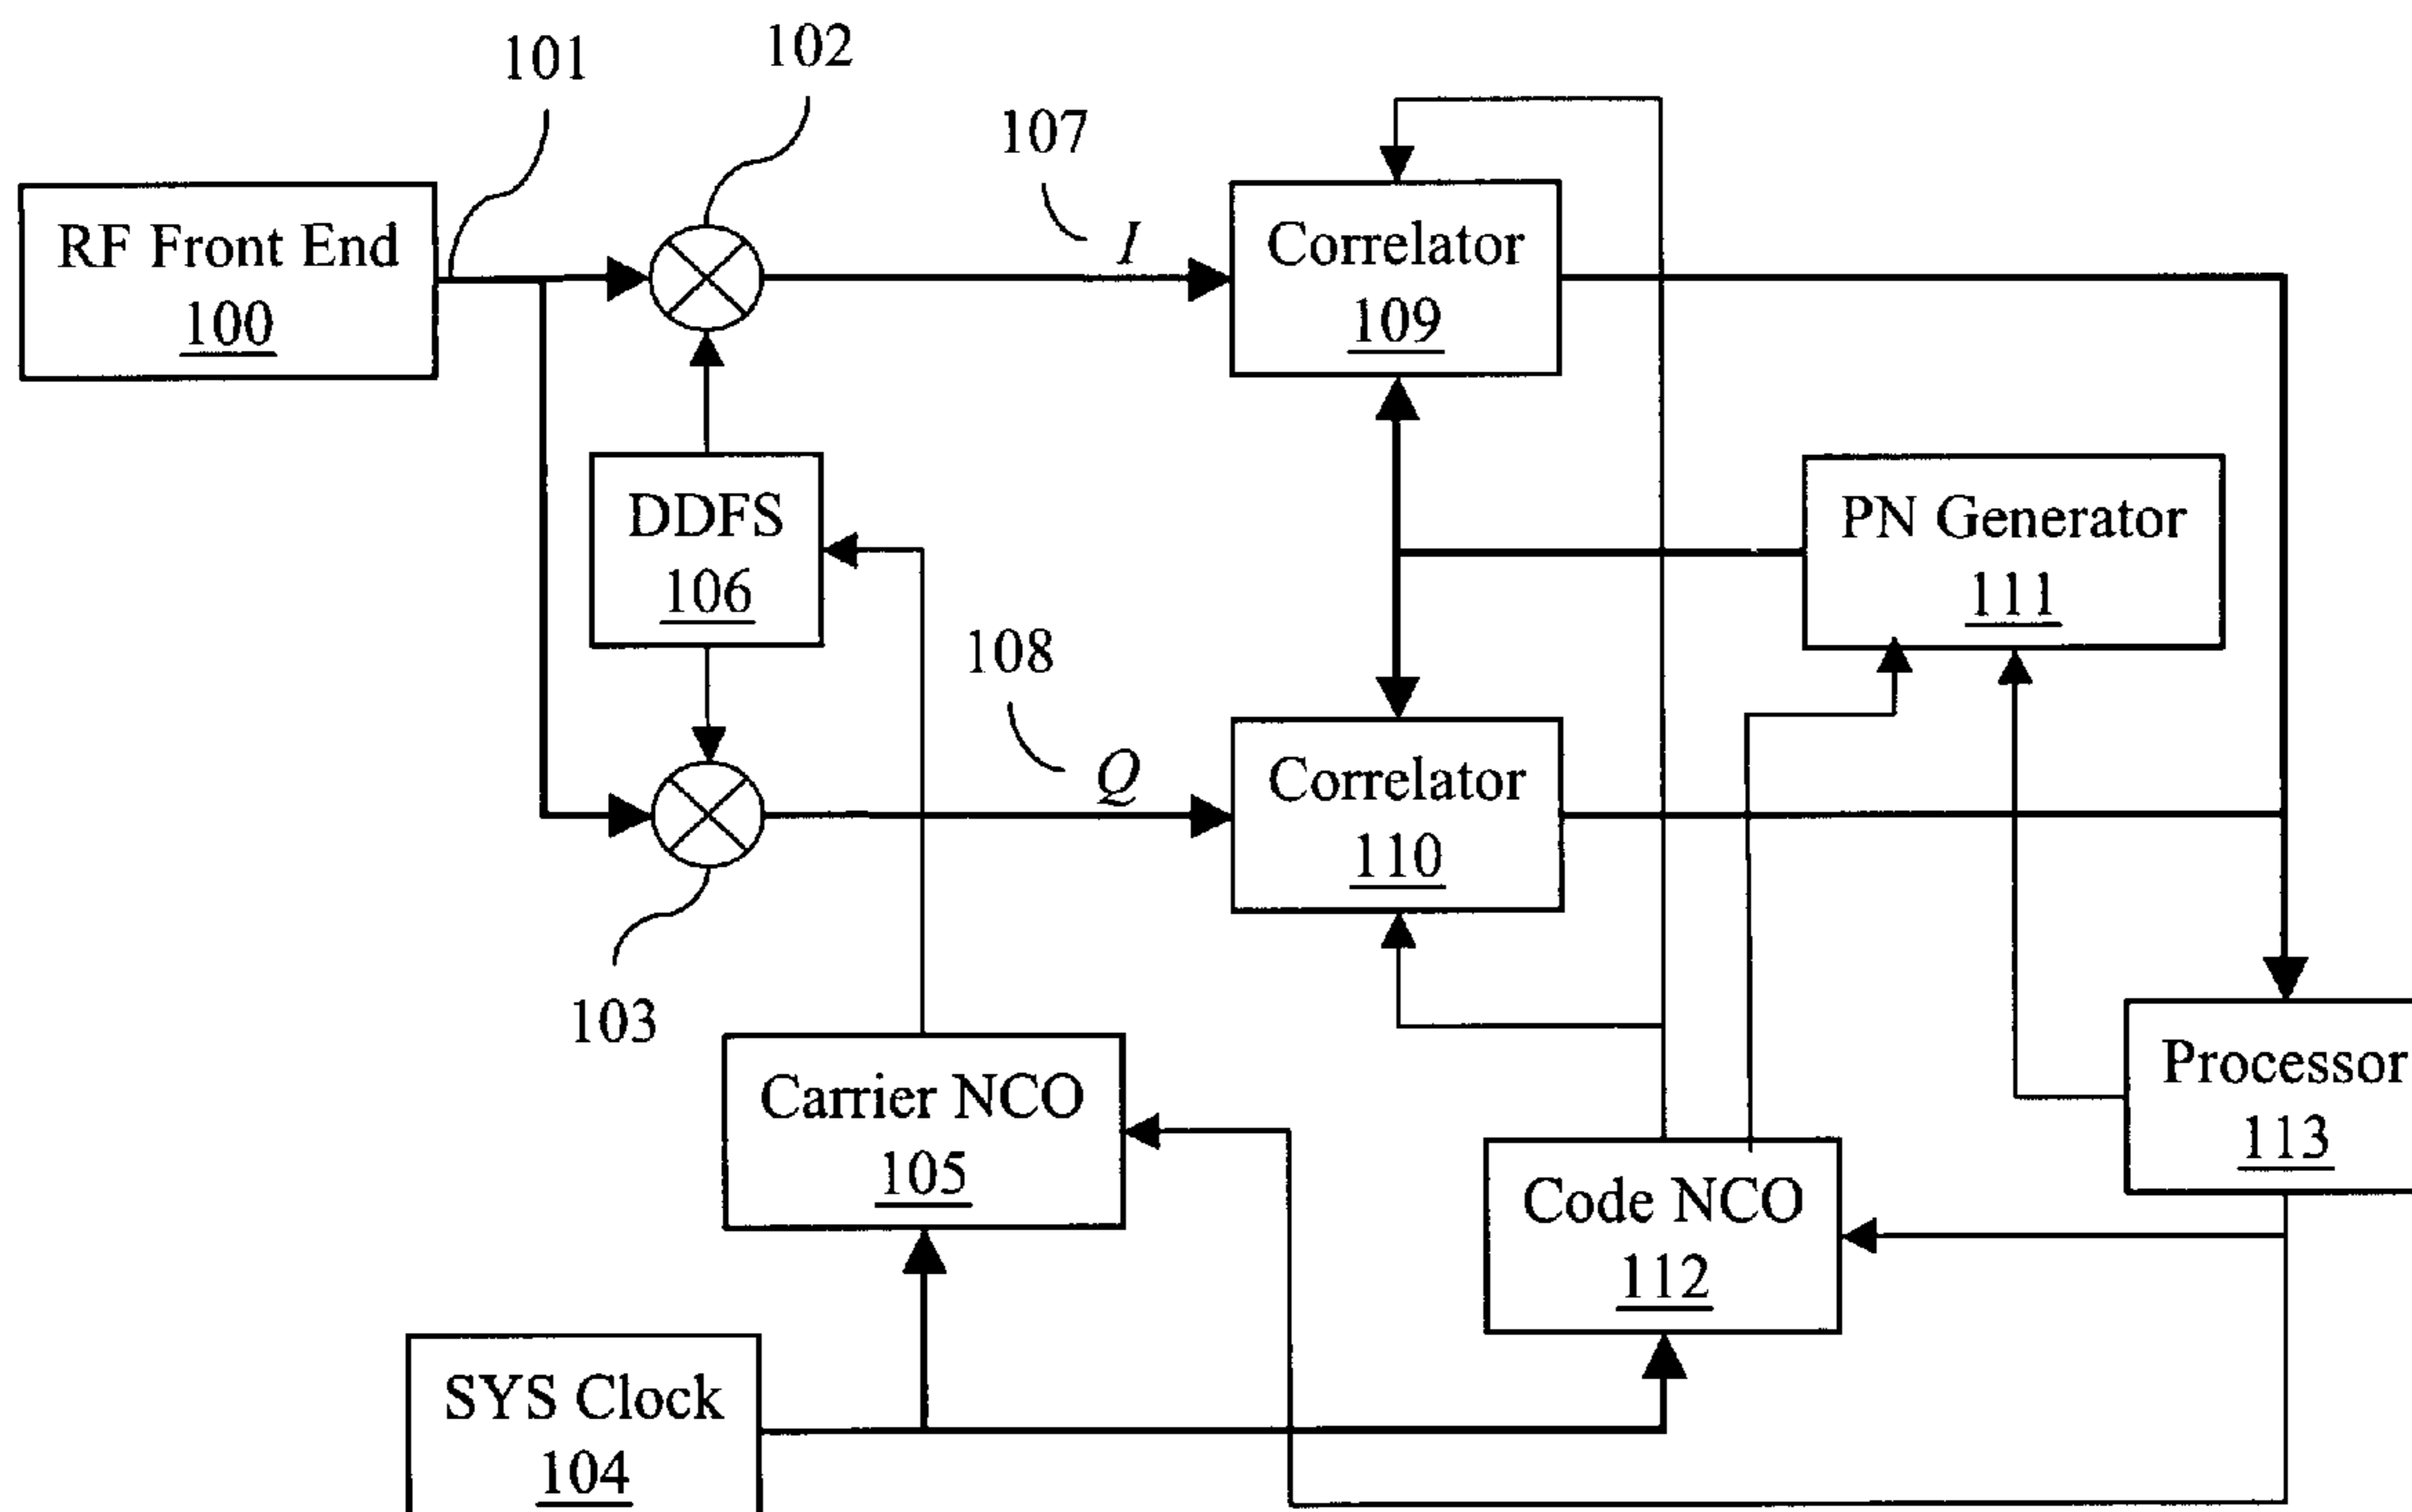 101
102
107
I
RF Front End
100
Correlator
109
DDFS
106
PN Generator
111
108
Q
Correlator
110
103
Carrier NCO
105
Processor
113
Code NCO
112
SYS Clock
104